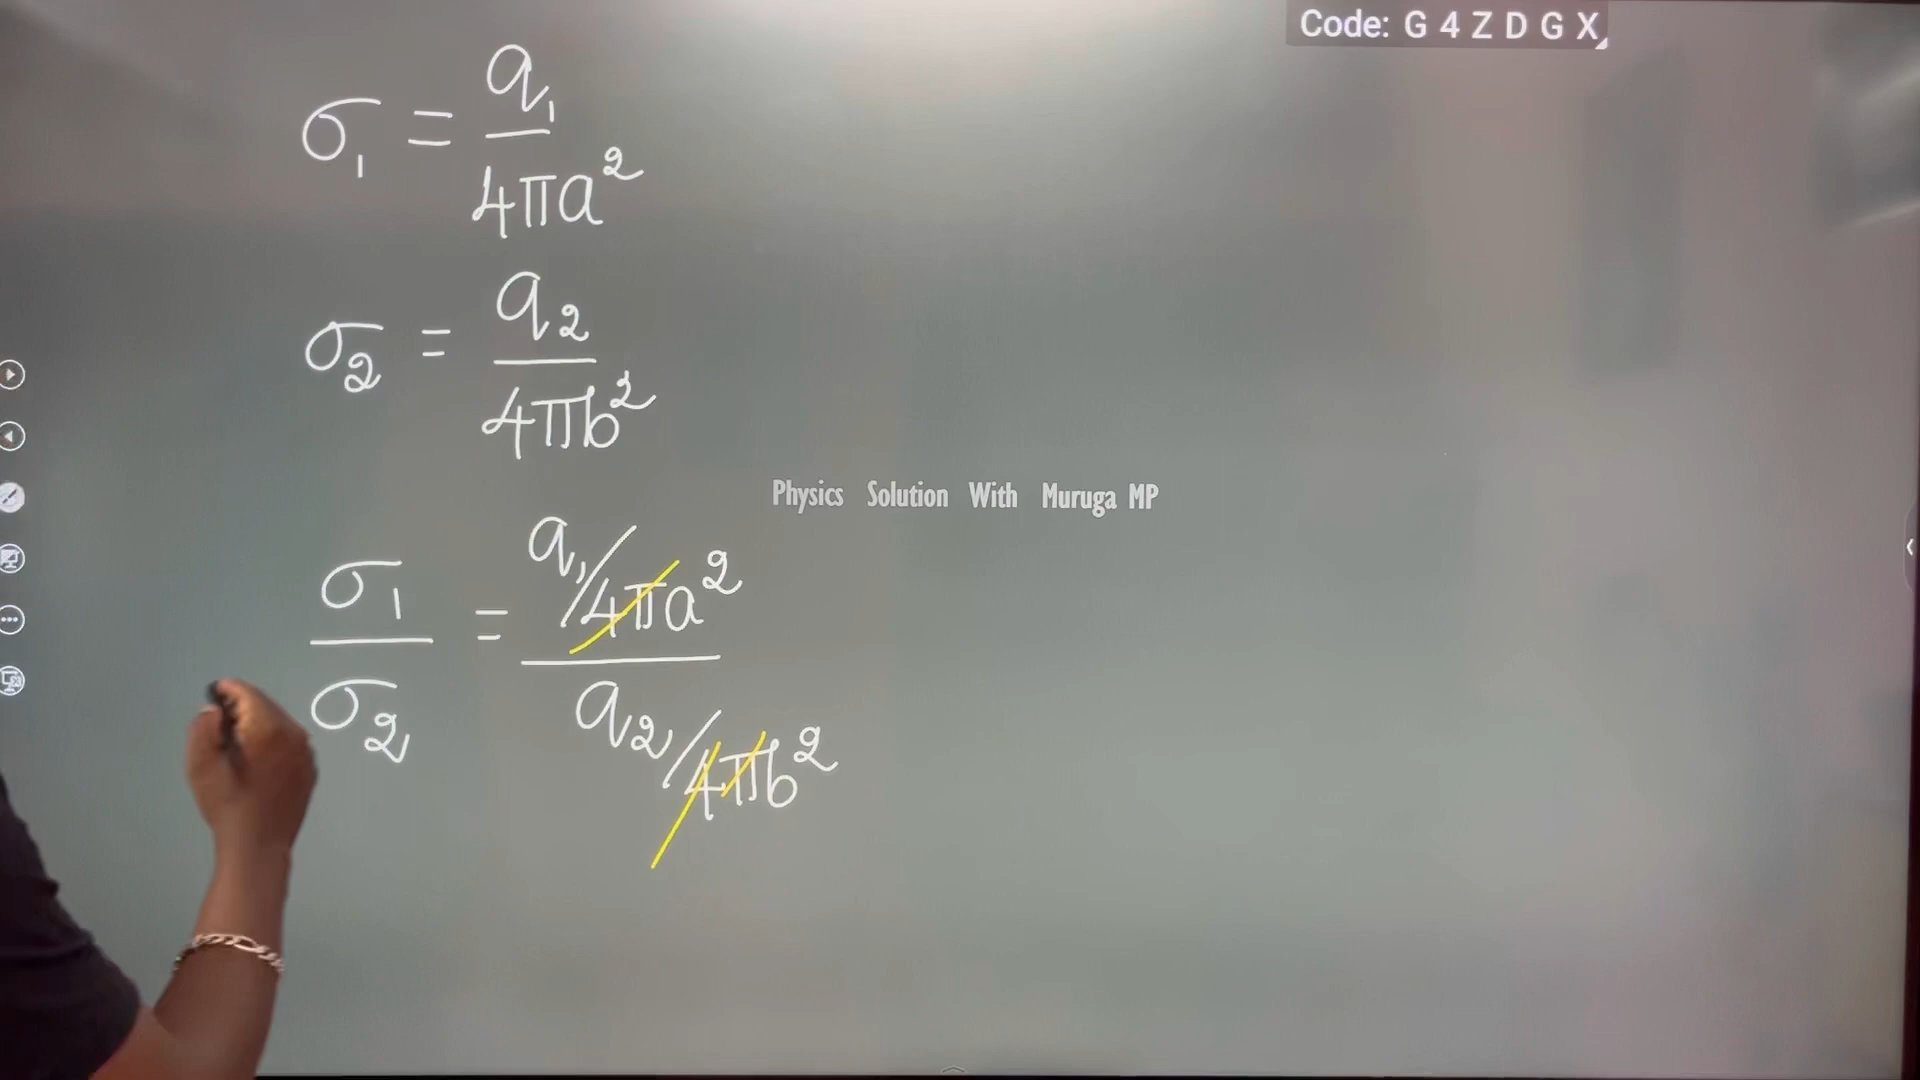 Code: G 4 Z D G X
σ₁ = q₁ / 4πa²
σ₂ = q₂ / 4πb²
Physics Solution With Muruga MP
σ₁ / σ₂ = (q₁/4πa²) / (q₂/4πb²)